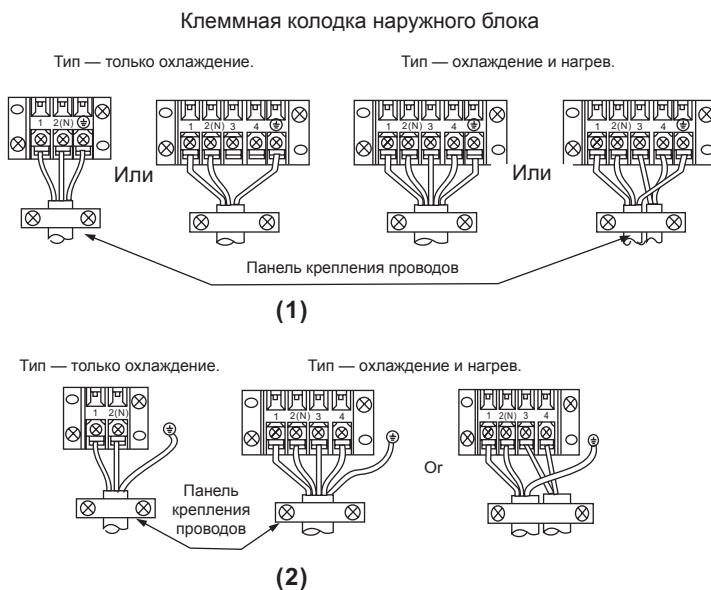 Клеммная колодка наружного блока
Тип — только охлаждение.
Тип — охлаждение и нагрев.
1 2(N)
1 2(N) 3 4
1 2(N) 3 4
1 2(N) 3 4
Или
Или
Панель крепления проводов
(1)
Тип — только охлаждение.
Тип — охлаждение и нагрев.
1 2(N)
1 2(N) 3 4
1 2(N) 3 4
Or
Панель
крепления
проводов
(2)